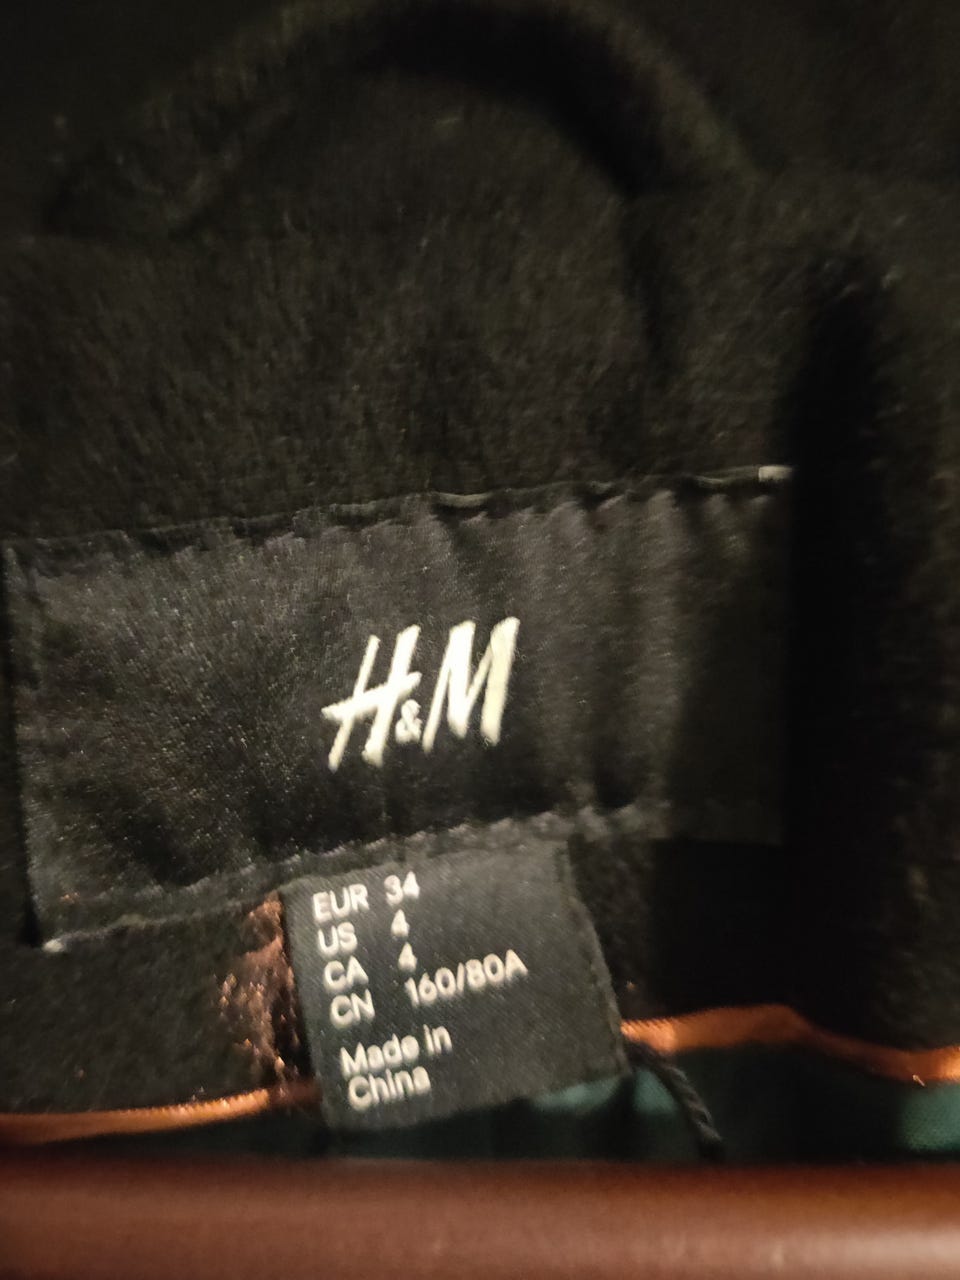 H&M
EUR 34
US 4
CA 4
CN 160/80A
Made in
China